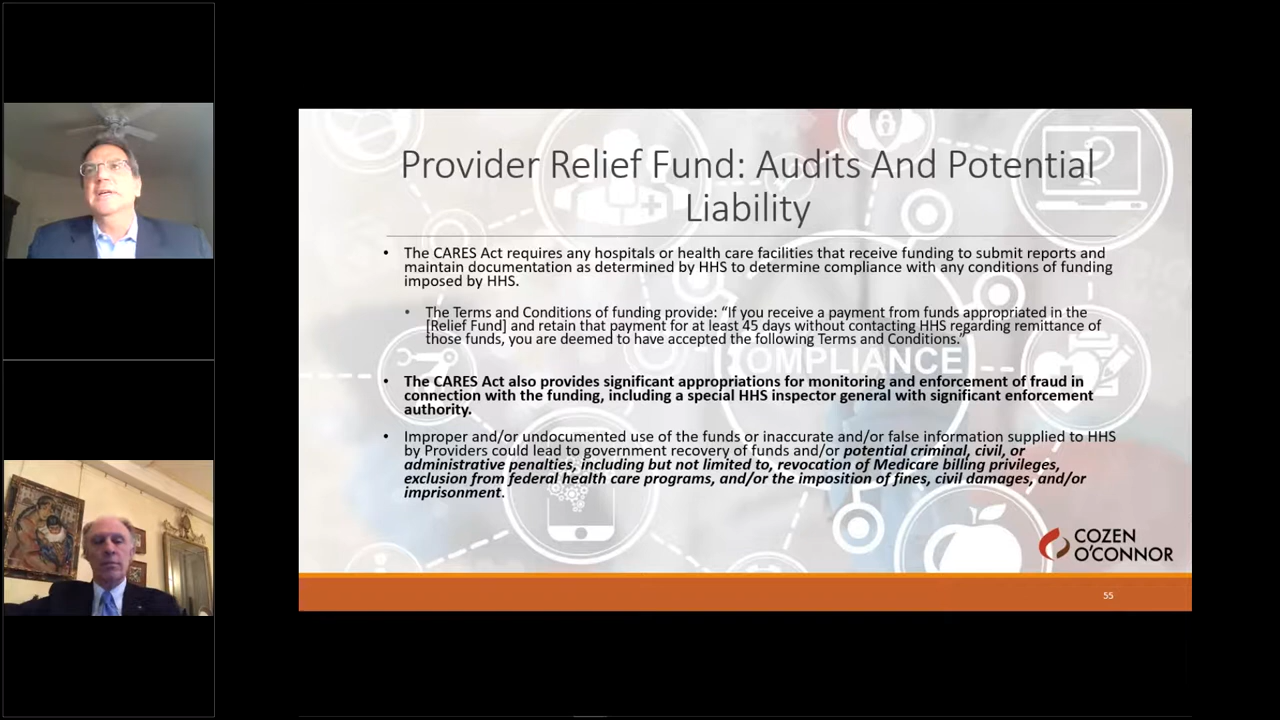 Provider Relief Fund: Audits And Potential
Liability
• The CARES Act requires any hospitals or health care facilities that receive funding to submit reports and
maintain documentation as determined by HHS to determine compliance with any conditions of funding
imposed by HHS.
• The Terms and Conditions of funding provide: “If you receive a payment from funds appropriated in the
[Relief Fund] and retain that payment for at least 45 days without contacting HHS regarding remittance of
those funds, you are deemed to have accepted the following Terms and Conditions.”
COMPLIANCE
• The CARES Act also provides significant appropriations for monitoring and enforcement of fraud in
connection with the funding, including a special HHS inspector general with significant enforcement
authority.
• Improper and/or undocumented use of the funds or inaccurate and/or false information supplied to HHS
by Providers could lead to government recovery of funds and/or potential criminal, civil, or
administrative penalties, including but not limited to, revocation of Medicare billing privileges,
exclusion from federal health care programs, and/or the imposition of fines, civil damages, and/or
imprisonment.
COZEN
O'CONNOR
55